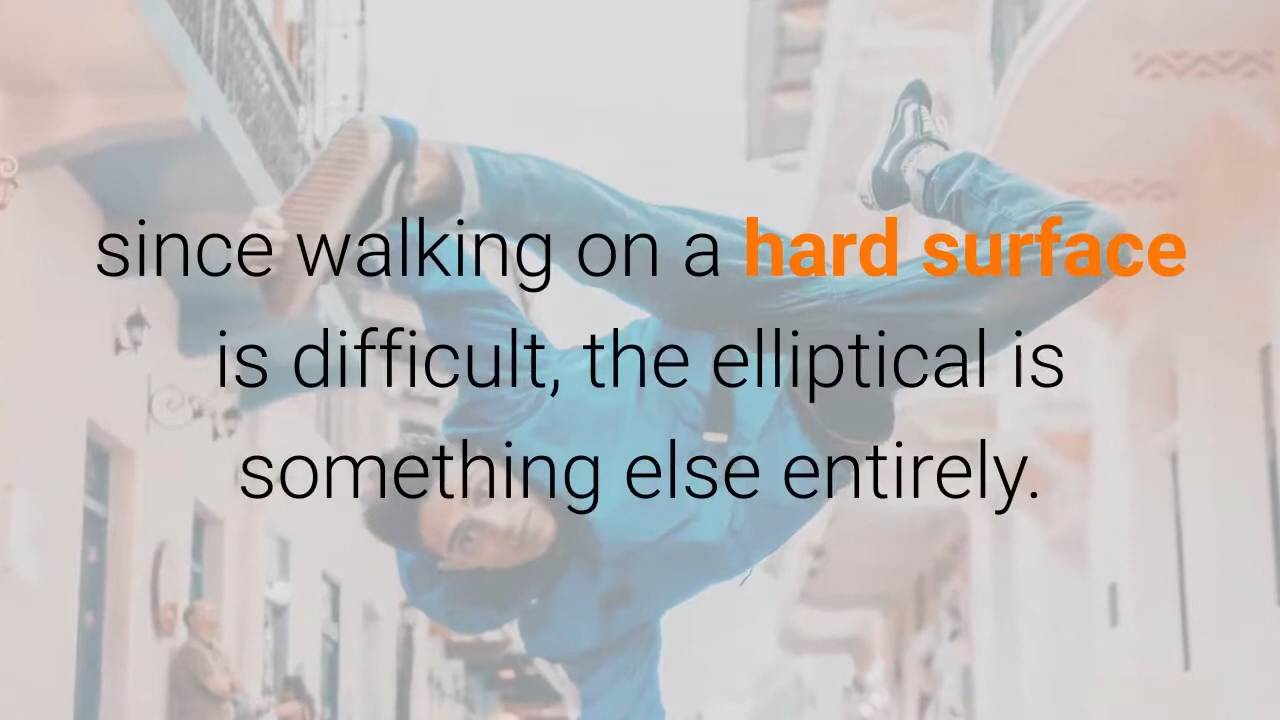 since walking on a hard surface
is difficult, the elliptical is
something else entirely.